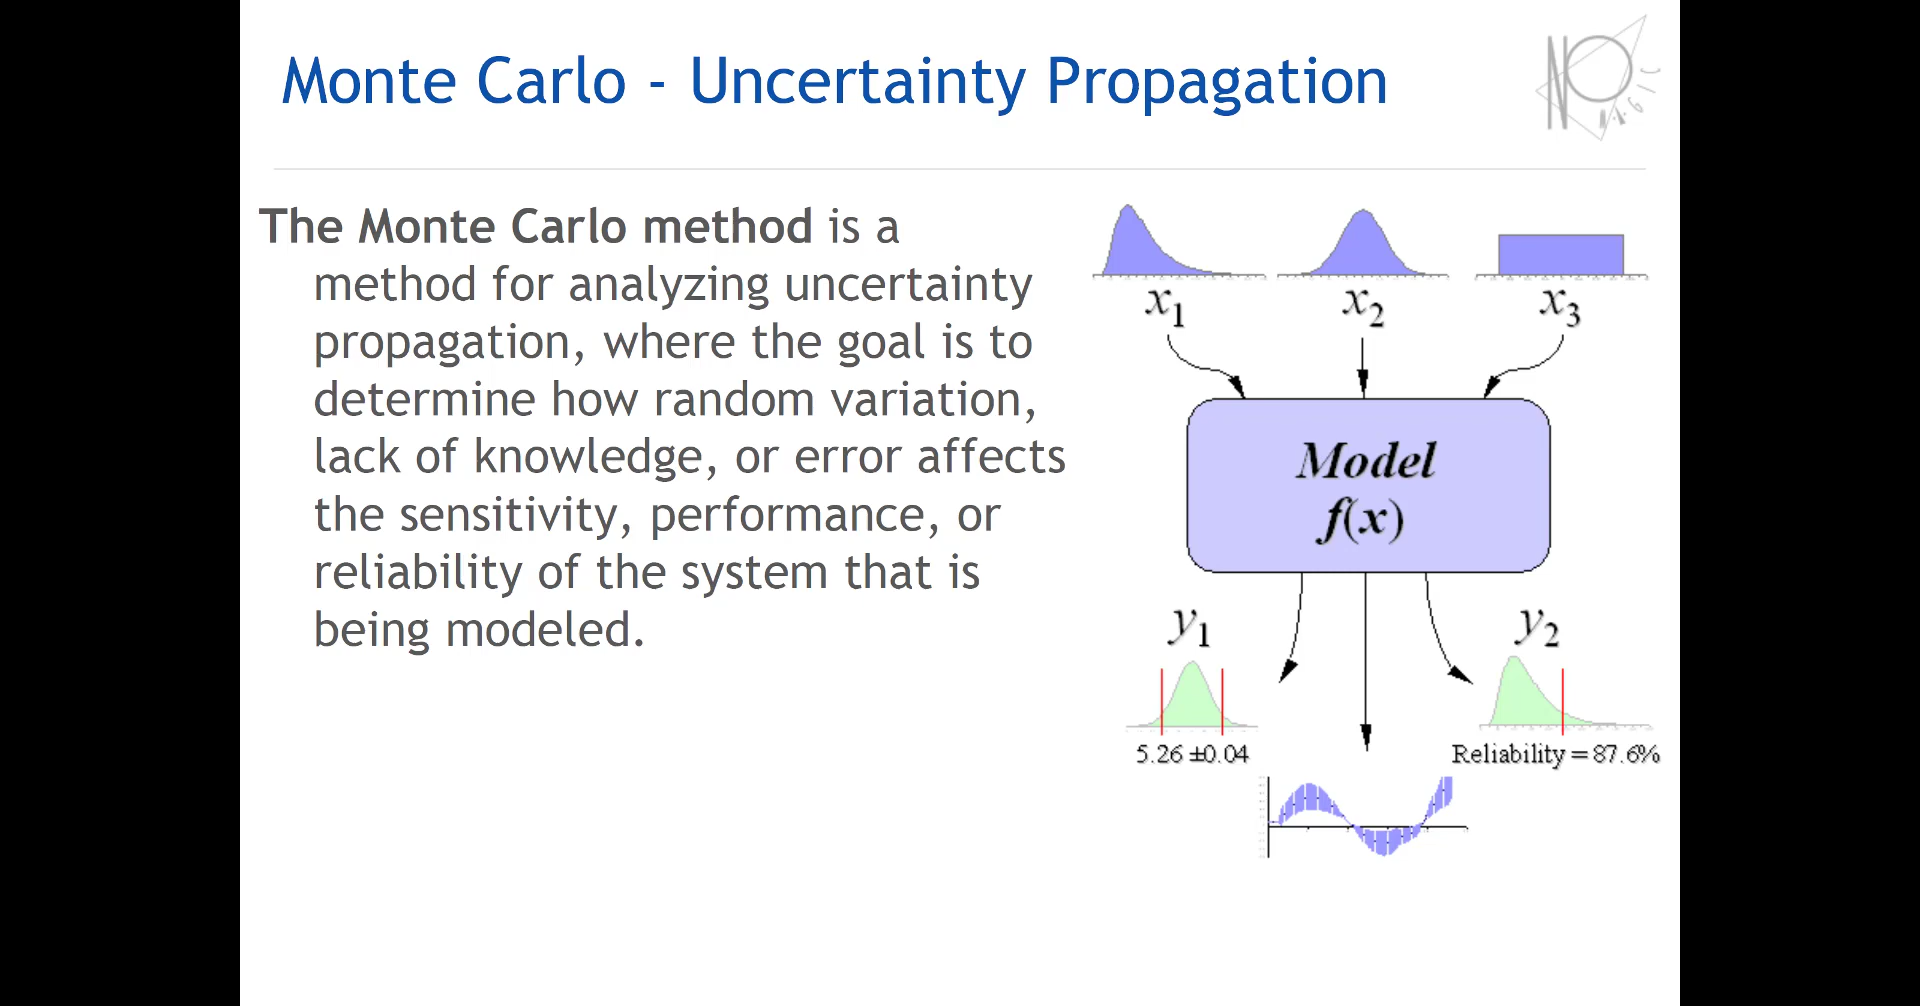 Monte Carlo - Uncertainty Propagation
NO
MAGIC
The Monte Carlo method is a
method for analyzing uncertainty
propagation, where the goal is to
determine how random variation,
lack of knowledge, or error affects
the sensitivity, performance, or
reliability of the system that is
being modeled.
x1 x2 x3
Model
f(x)
y1 y2
5.26 ±0.04 Reliability = 87.6%